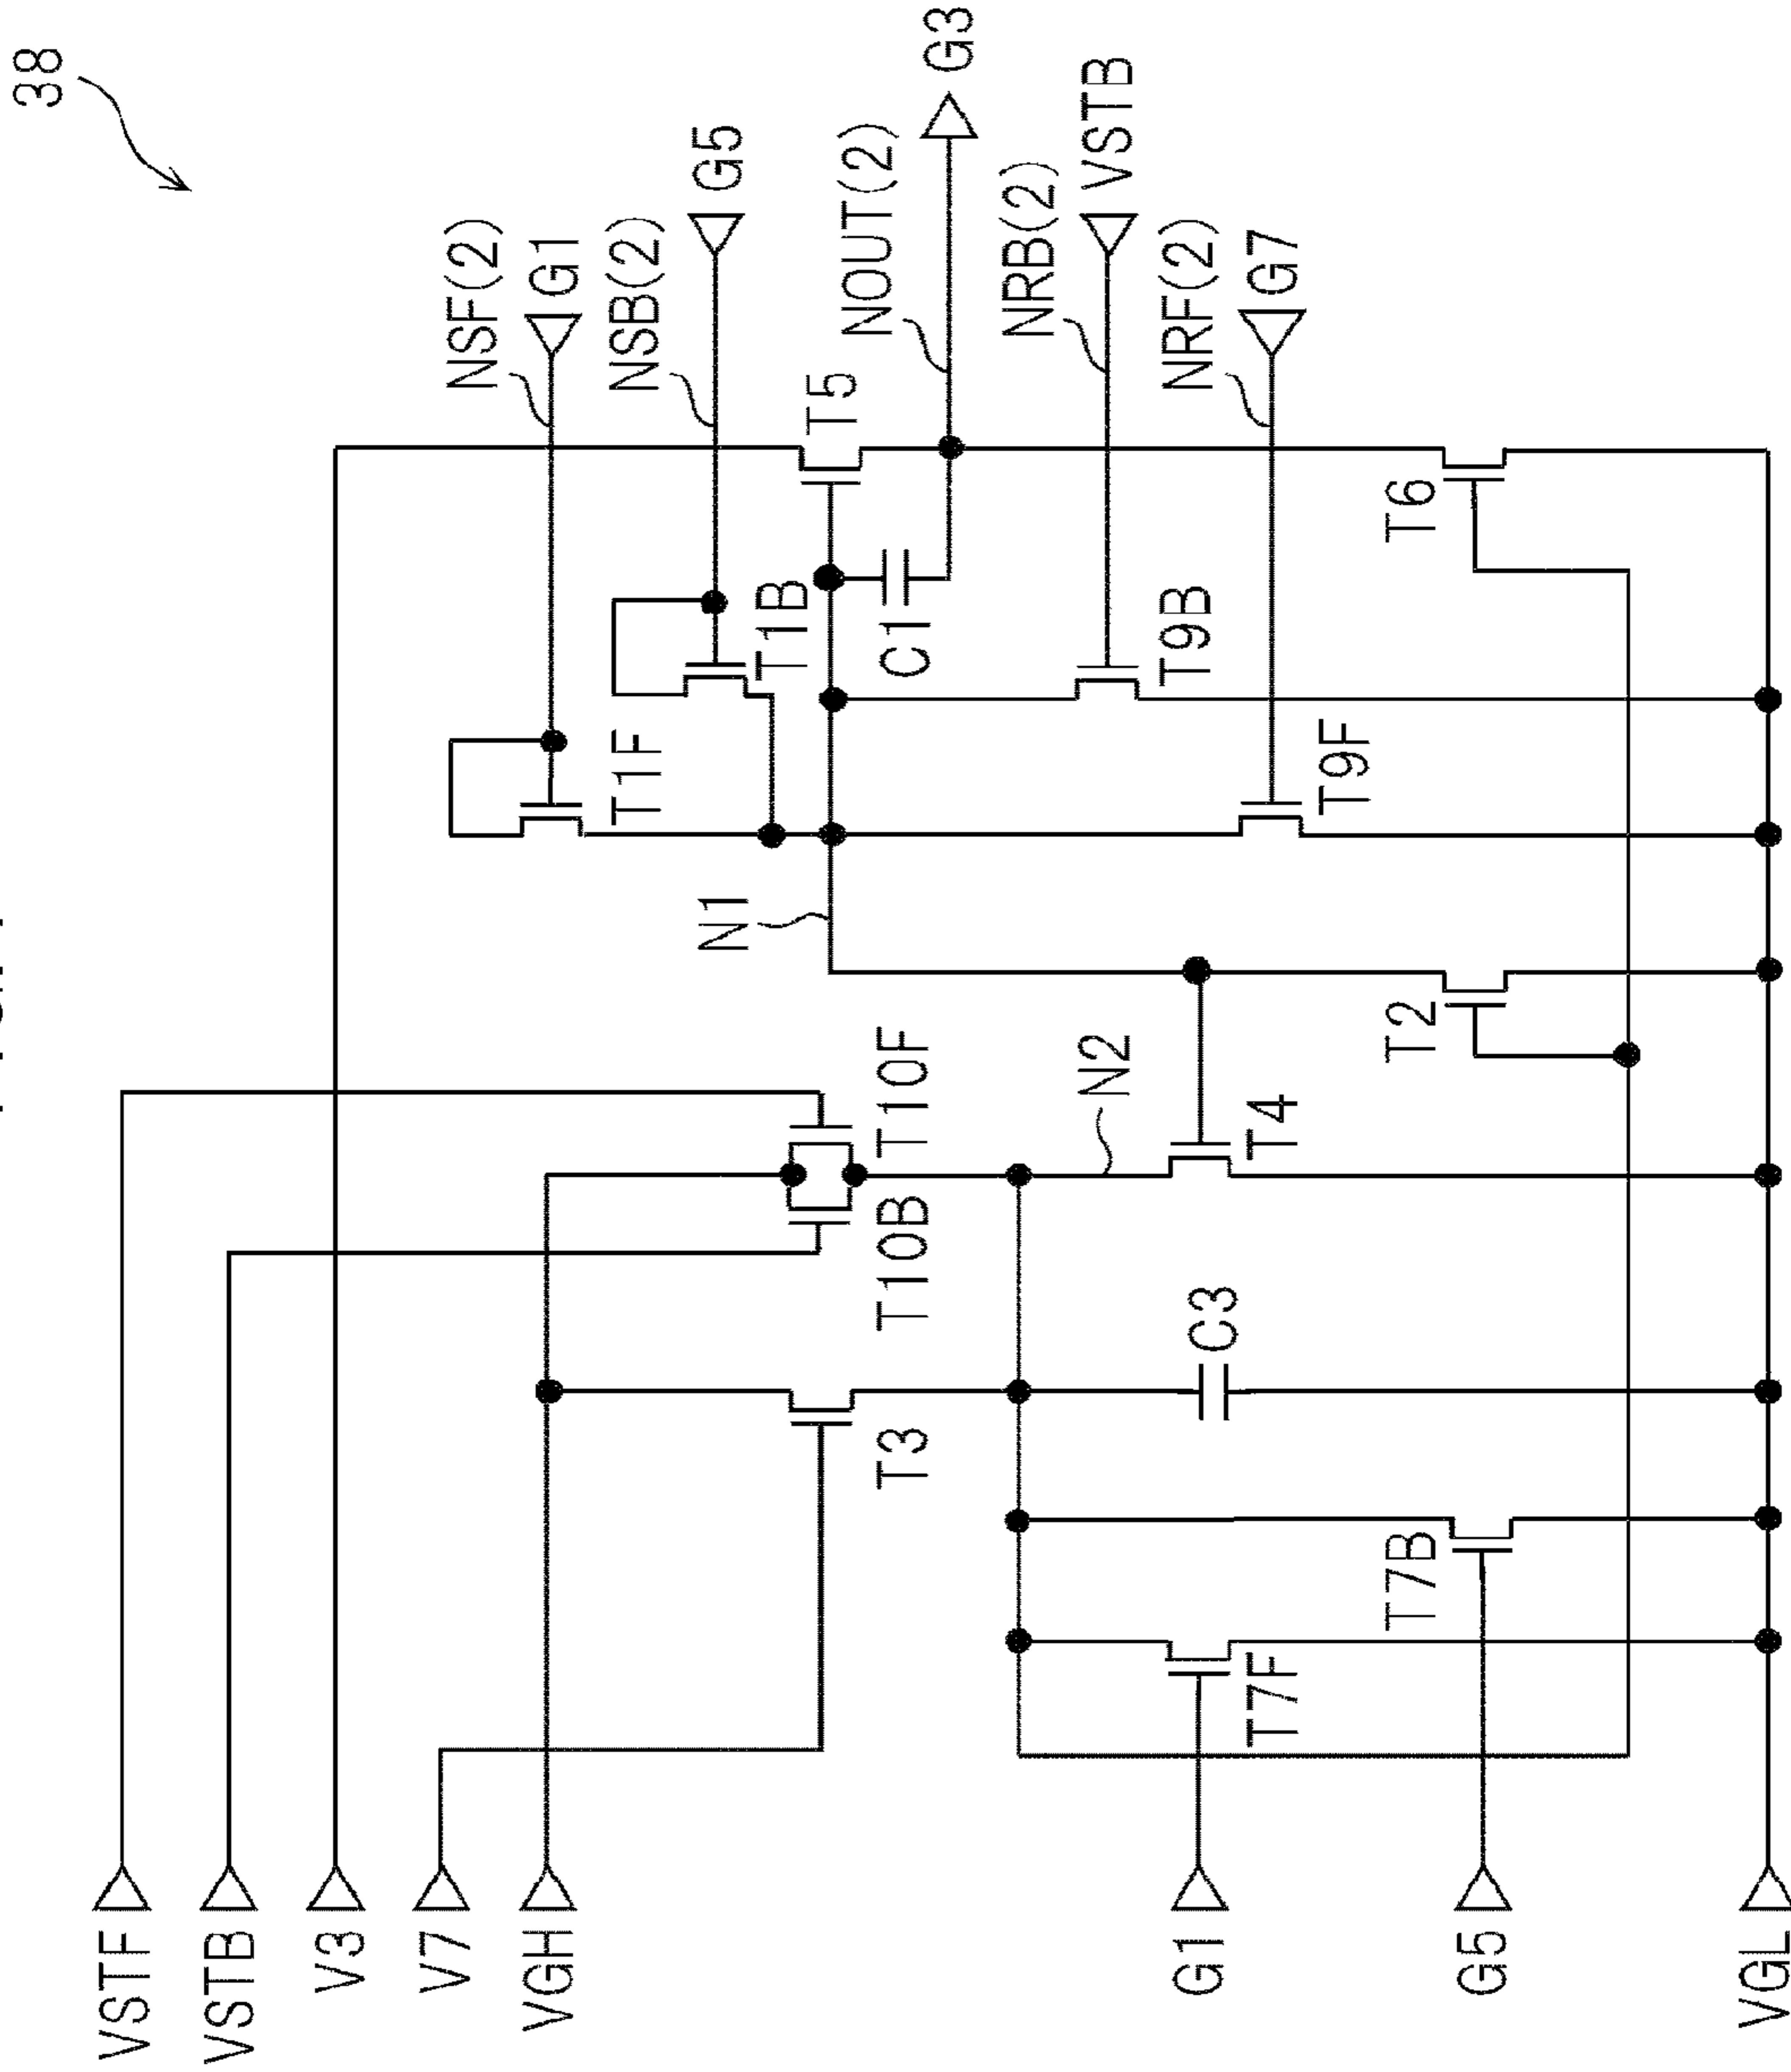 38
VSTF
VSTB
V3
V7
VGH
G1
G5
VGL
NSF(2)
G1
NSB(2)
G5
NOUT(2)
G3
NRB(2)
VSTB
NRF(2)
G7
T1F
T1B
T5
C1
N1
T9B
T9F
T6
T10F
T10B
N2
T3
C3
T4
T2
T7F
T7B